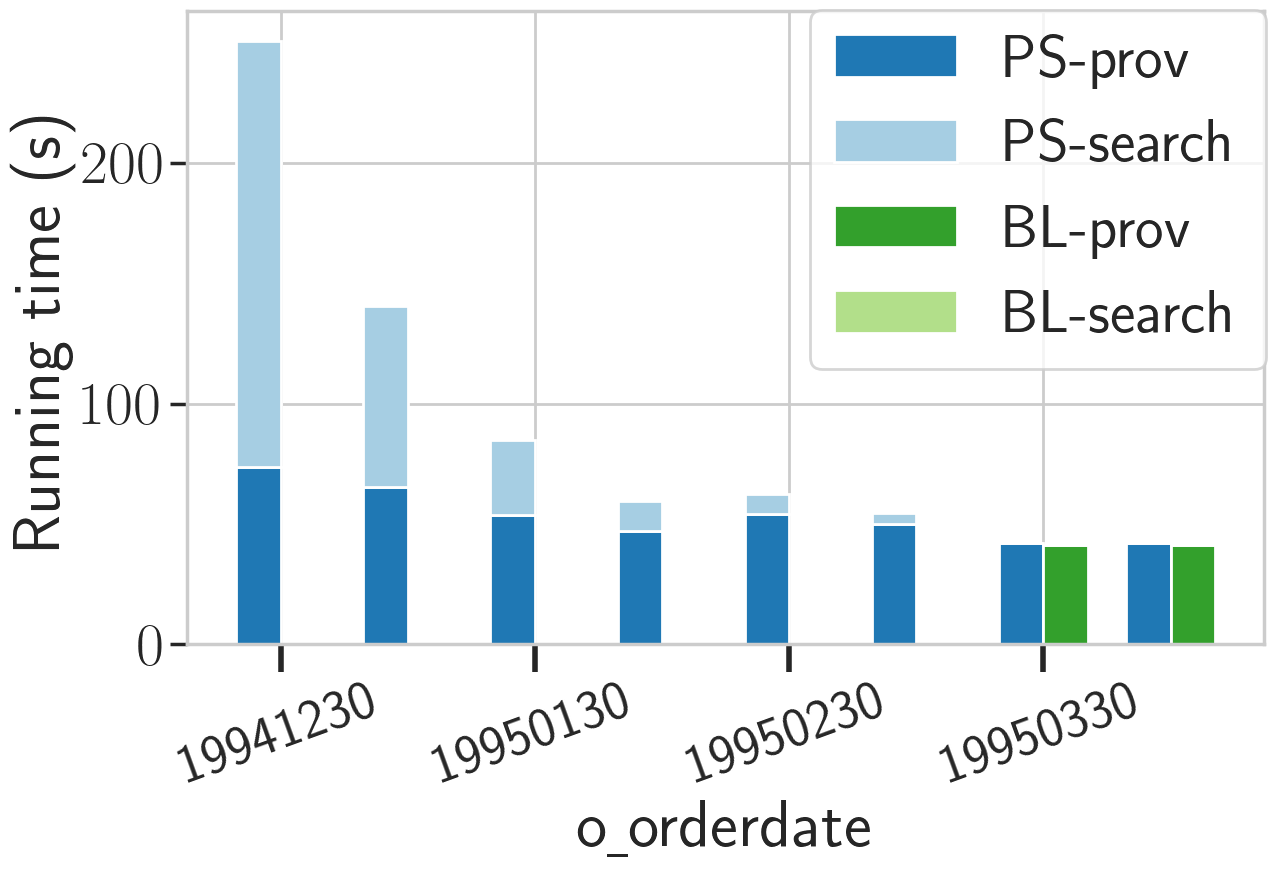 Running time (s)
200
100
0
PS-prov
PS-search
BL-prov
BL-search
19941230
19950130
19950230
19950330
o_orderdate